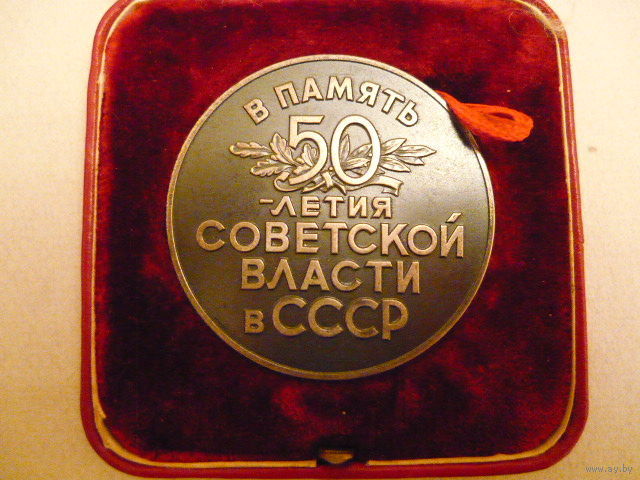 В ПАМЯТЬ
50
-ЛЕТИЯ
СОВЕТСКОЙ
ВЛАСТИ
в СССР
www.ay.by